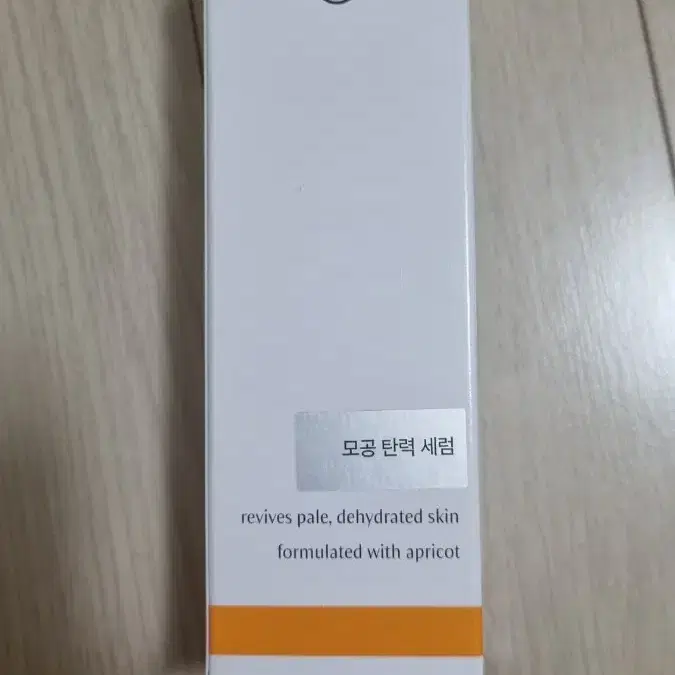 모공 탄력 세럼
revives pale, dehydrated skin
formulated with apricot